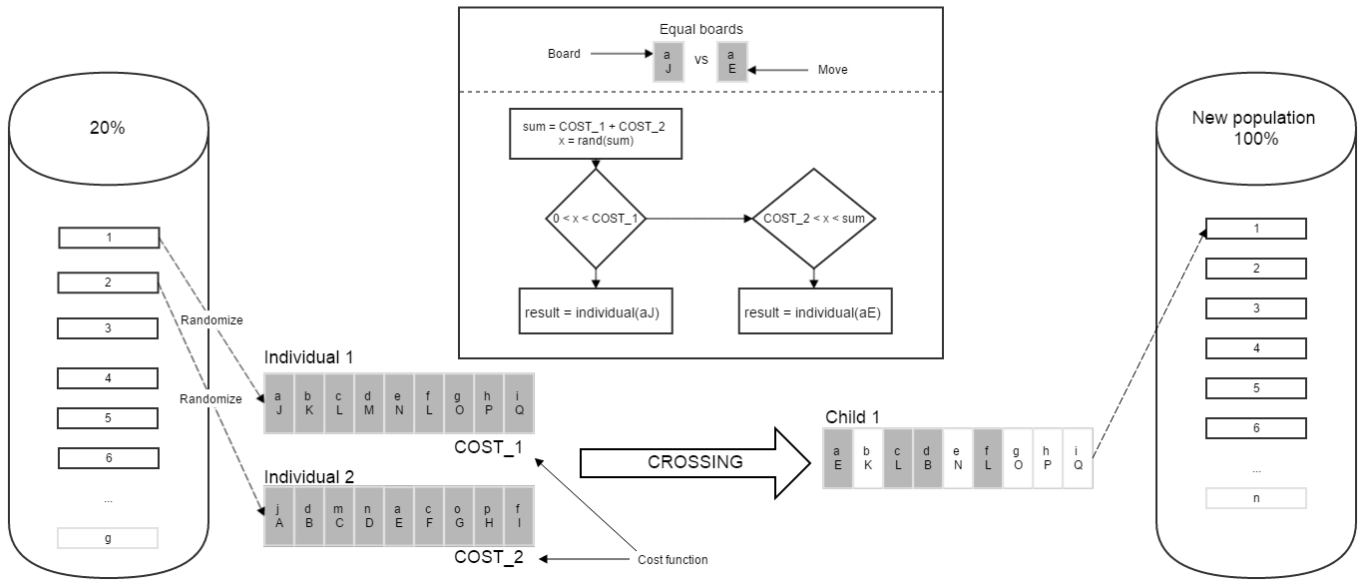 Equal boards
Board
a
J
vs
a
E
Move
sum = COST_1 + COST_2
x = rand(sum)
0 < x < COST_1
COST_2 < x < sum
result = individual(aJ)
result = individual(aE)
20%
1
2
3
4
5
6
...
g
Randomize
Randomize
Individual 1
a b c d e f g h i
J K L M N L O P Q
COST_1
Individual 2
j d m n a c o p f
A B C D E F G H I
COST_2
Cost function
CROSSING
Child 1
a b c d e f g h i
E K L B N L O P Q
New population
100%
1
2
3
4
5
6
...
n